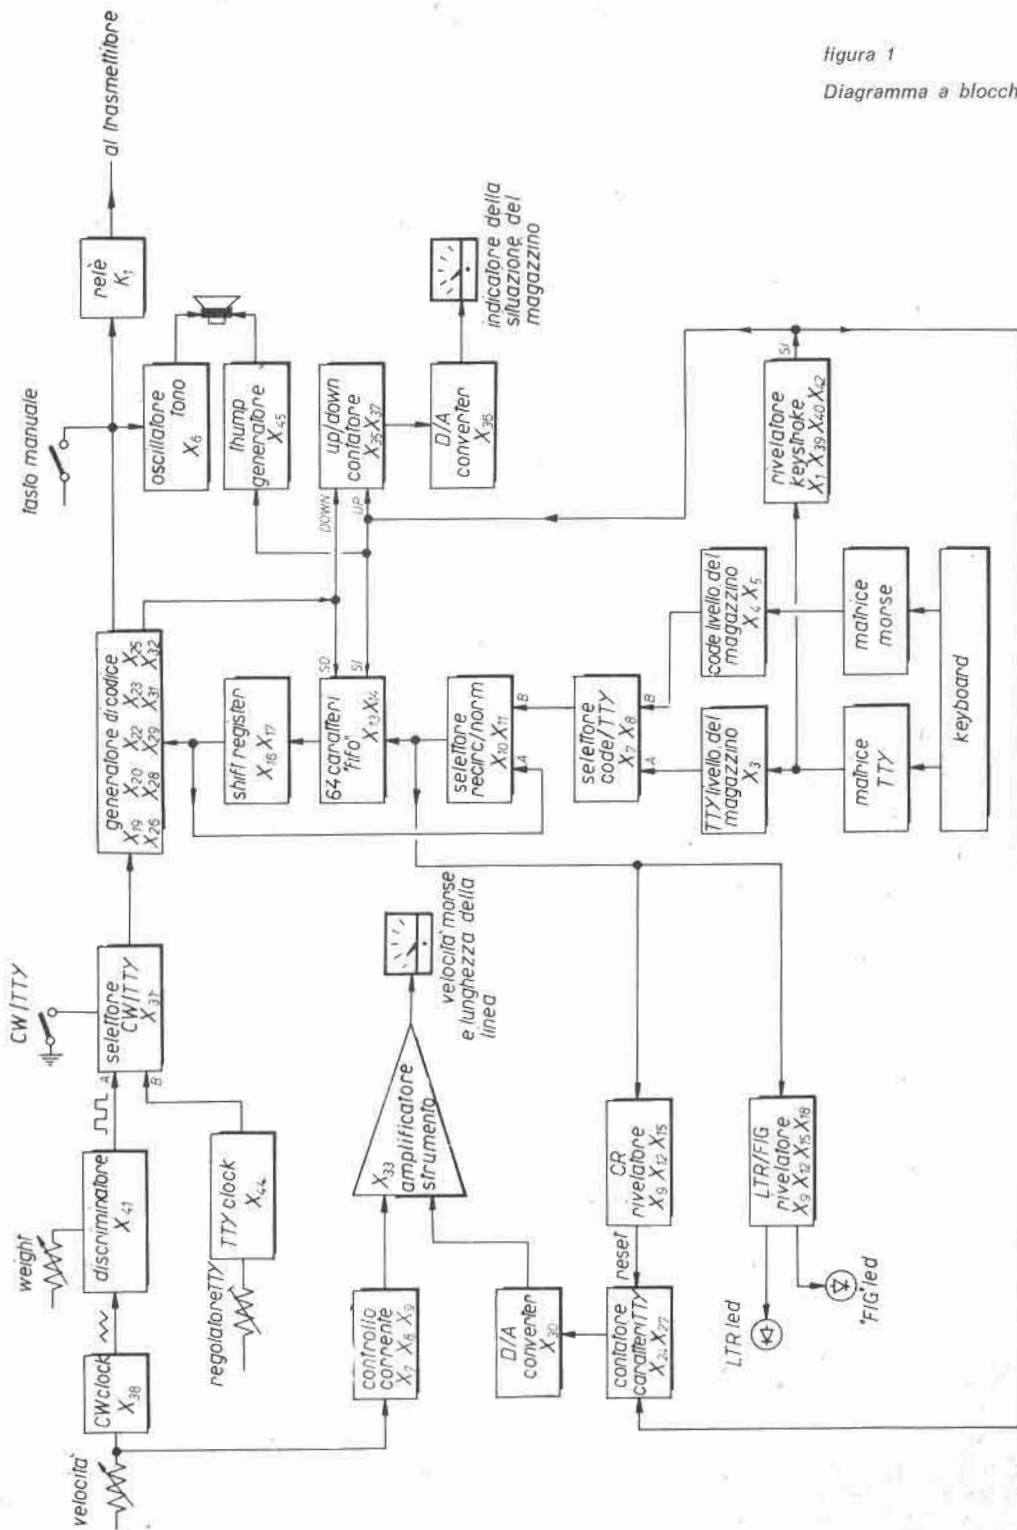 figura 1
Diagramma a blocch
al trasmettitore
relè
K1
tasto manuale
oscillatore
tono
X6
thump
generatore
X45
up/down
contatore
X35 X37
D/A
converter
X36
indicatore della
situazione del
magazzino
DOWN
UP
generatore di codice
X19 X20 X22 X23 X25
X26 X28 X29 X31 X32
shift register
X16 X17
64 caratteri
"fifo"
X13 X14
SO
SI
selettore
recirc/norm
X10 X11
A
B
selettore
code/TTY
X7 X8
A
B
code livello del
magazzino
X4 X5
TTY livello del
magazzino
X3
matrice
morse
matrice
TTY
keyboard
rivelatore
keystroke
X1 X39 X40 X42
SI
CW/TTY
selettore
CW/TTY
X37
A
B
weight
discriminatore
X41
TTY clock
X44
regolatore TTY
CW clock
X38
velocità
velocità morse
e lunghezza della
linea
X33
amplificatore
strumento
controllo
corrente
X7 X8 X9
D/A
converter
X30
CR
rivelatore
X9 X12 X15
reset
contatore
caratteri TTY
X24 X27
LTR/FIG
rivelatore
X9 X12 X15 X18
LTR led
"FIG" led